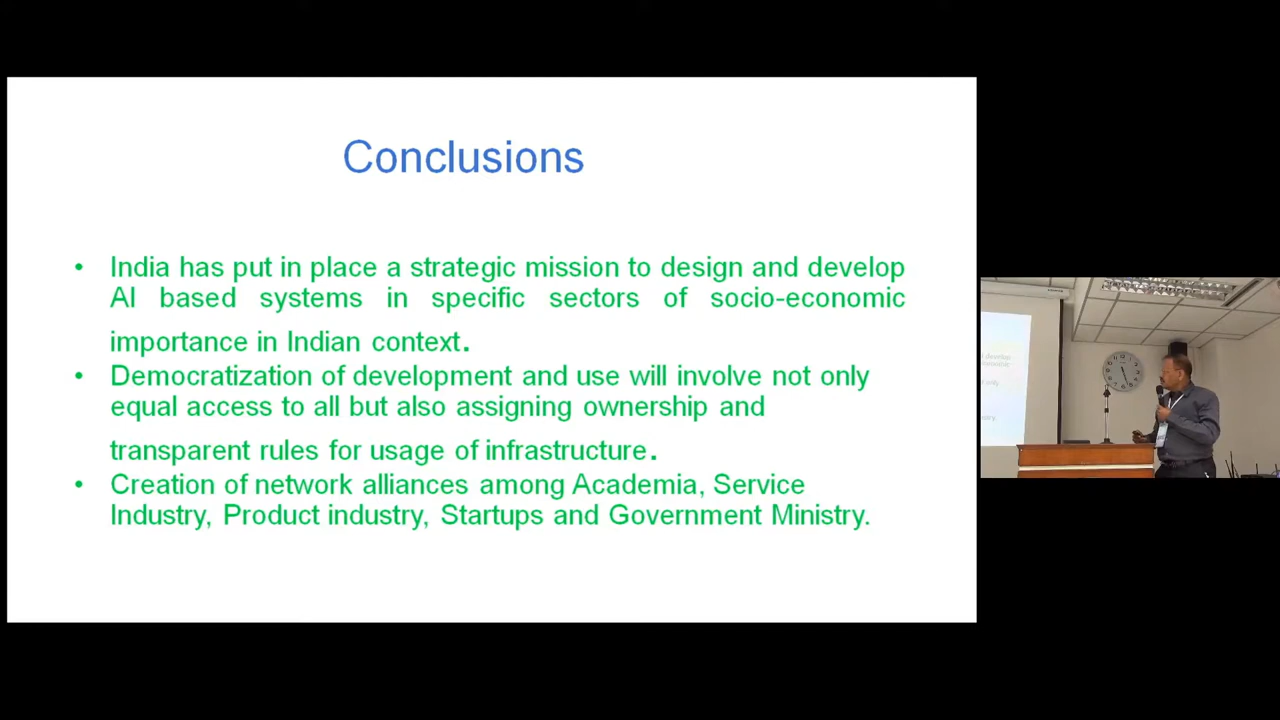 Conclusions
• India has put in place a strategic mission to design and develop
AI based systems in specific sectors of socio-economic
importance in Indian context.
• Democratization of development and use will involve not only
equal access to all but also assigning ownership and
transparent rules for usage of infrastructure.
• Creation of network alliances among Academia, Service
Industry, Product industry, Startups and Government Ministry.